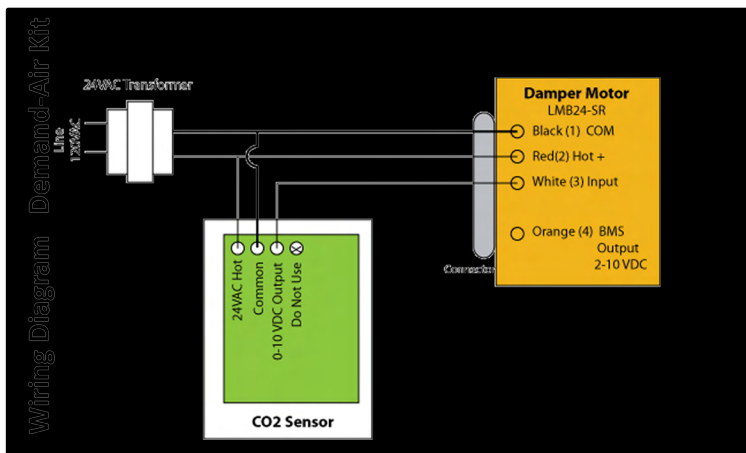 Wiring Diagram Demand-Air Kit
24VAC Transformer
Line
120VAC
Damper Motor
LMB24-SR
Black (1) COM
Red(2) Hot +
White (3) Input
Orange (4) BMS
Output
2-10 VDC
Connector
24VAC Hot
Common
0-10 VDC Output
Do Not Use
CO2 Sensor